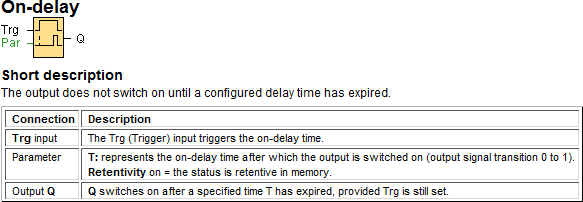 On-delay
Trg
Par
Q
Short description
The output does not switch on until a configured delay time has expired.
Connection Description
Trg input The Trg (Trigger) input triggers the on-delay time.
Parameter T: represents the on-delay time after which the output is switched on (output signal transition 0 to 1).
Retentivity on = the status is retentive in memory.
Output Q Q switches on after a specified time T has expired, provided Trg is still set.